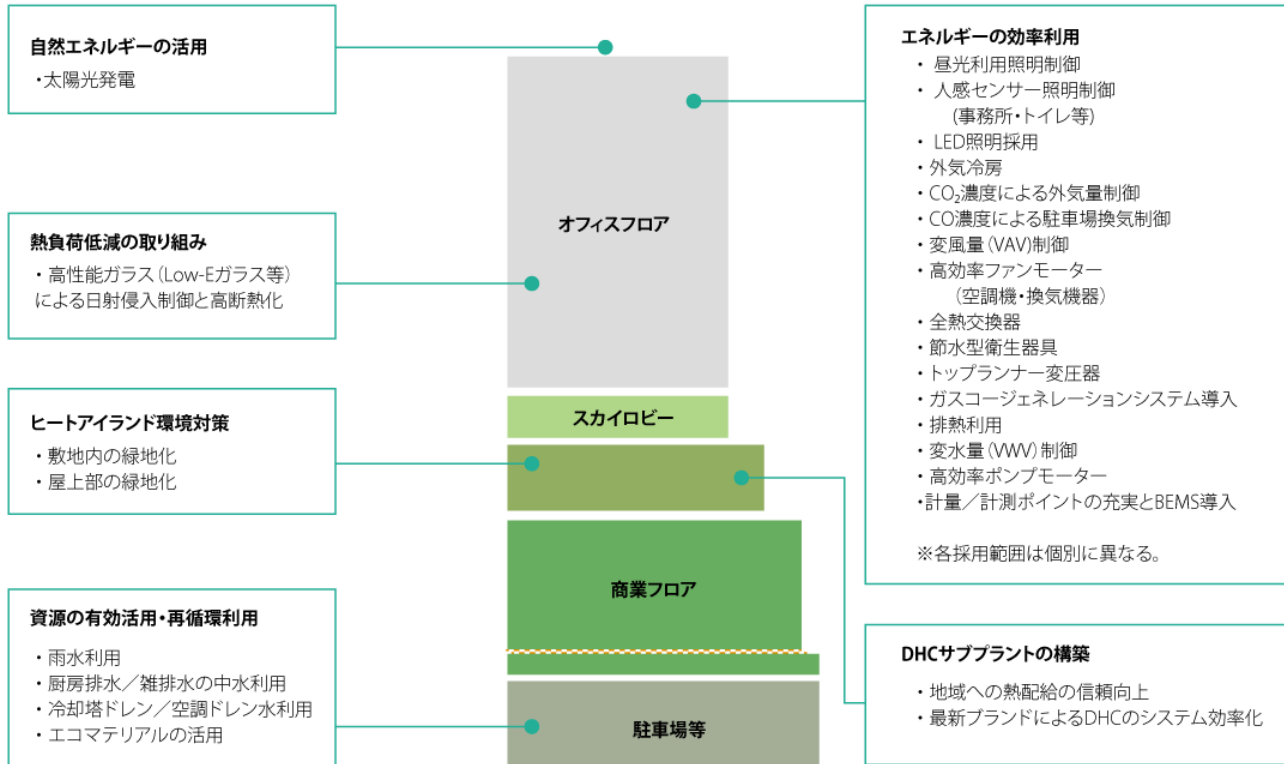 自然エネルギーの活用
・太陽光発電
熱負荷低減の取り組み
・高性能ガラス（Low-Eガラス等）
による日射侵入制御と高断熱化
ヒートアイランド環境対策
・敷地内の緑地化
・屋上部の緑地化
資源の有効活用・再循環利用
・雨水利用
・厨房排水／雑排水の中水利用
・冷却塔ドレン／空調ドレン水利用
・エコマテリアルの活用
オフィスフロア
スカイロビー
商業フロア
駐車場等
エネルギーの効率利用
・ 昼光利用照明制御
・ 人感センサー照明制御
(事務所・トイレ等)
・ LED照明採用
・外気冷房
・CO₂濃度による外気量制御
・CO濃度による駐車場換気制御
・変風量（VAV)制御
・高効率ファンモーター
（空調機・換気機器）
・全熱交換器
・節水型衛生器具
・トップランナー変圧器
・ガスコージェネレーションシステム導入
・排熱利用
・変水量（VWV）制御
・高効率ポンプモーター
・計量／計測ポイントの充実とBEMS導入
※各採用範囲は個別に異なる。
DHCサブプラントの構築
・地域への熱配給の信頼向上
・最新ブランドによるDHCのシステム効率化